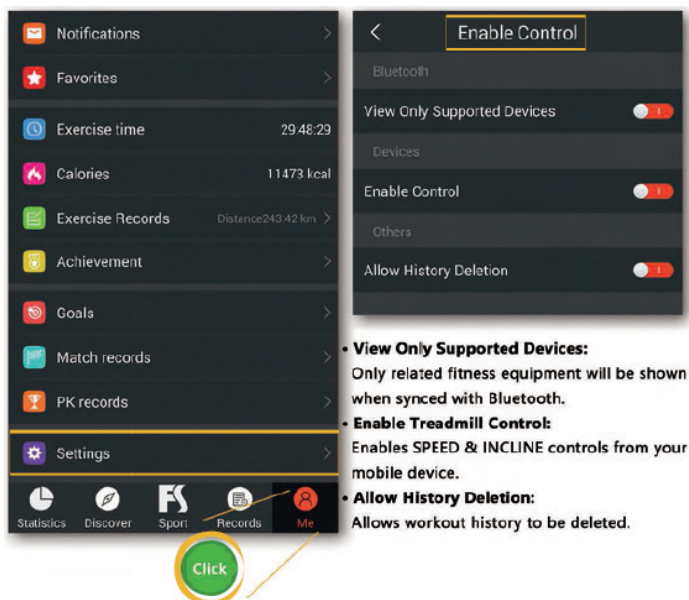 Notifications
Favorites
Exercise time 29:48:29
Calories 11473 kcal
Exercise Records Distance243.42 km
Achievement
Goals
Match records
PK records
Settings
Statistics Discover FS Sport Records Me
Click
Enable Control
Bluetooth
View Only Supported Devices
Devices
Enable Control
Others
Allow History Deletion
• View Only Supported Devices:
Only related fitness equipment will be shown
when synced with Bluetooth.
• Enable Treadmill Control:
Enables SPEED & INCLINE controls from your
mobile device.
• Allow History Deletion:
Allows workout history to be deleted.